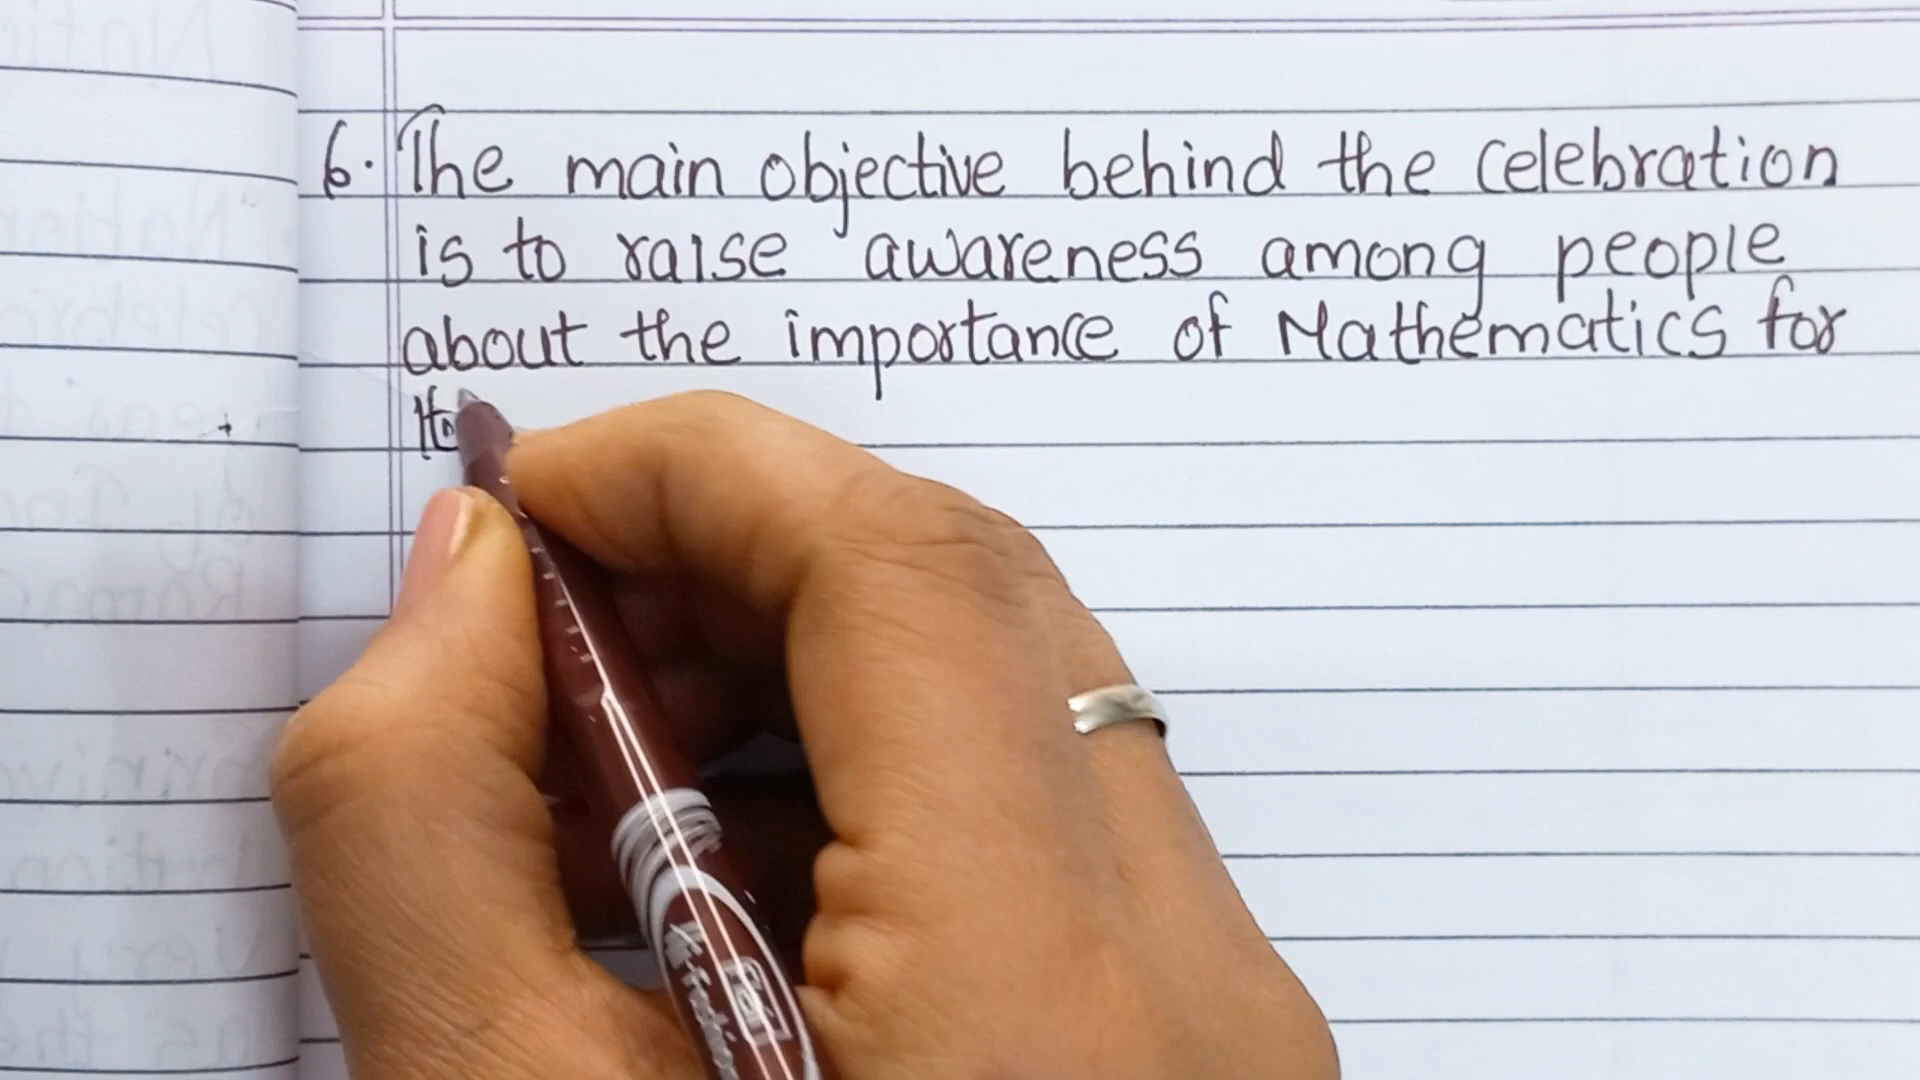 6. The main objective behind the celebration
is to raise awareness among people
about the importance of Mathematics for